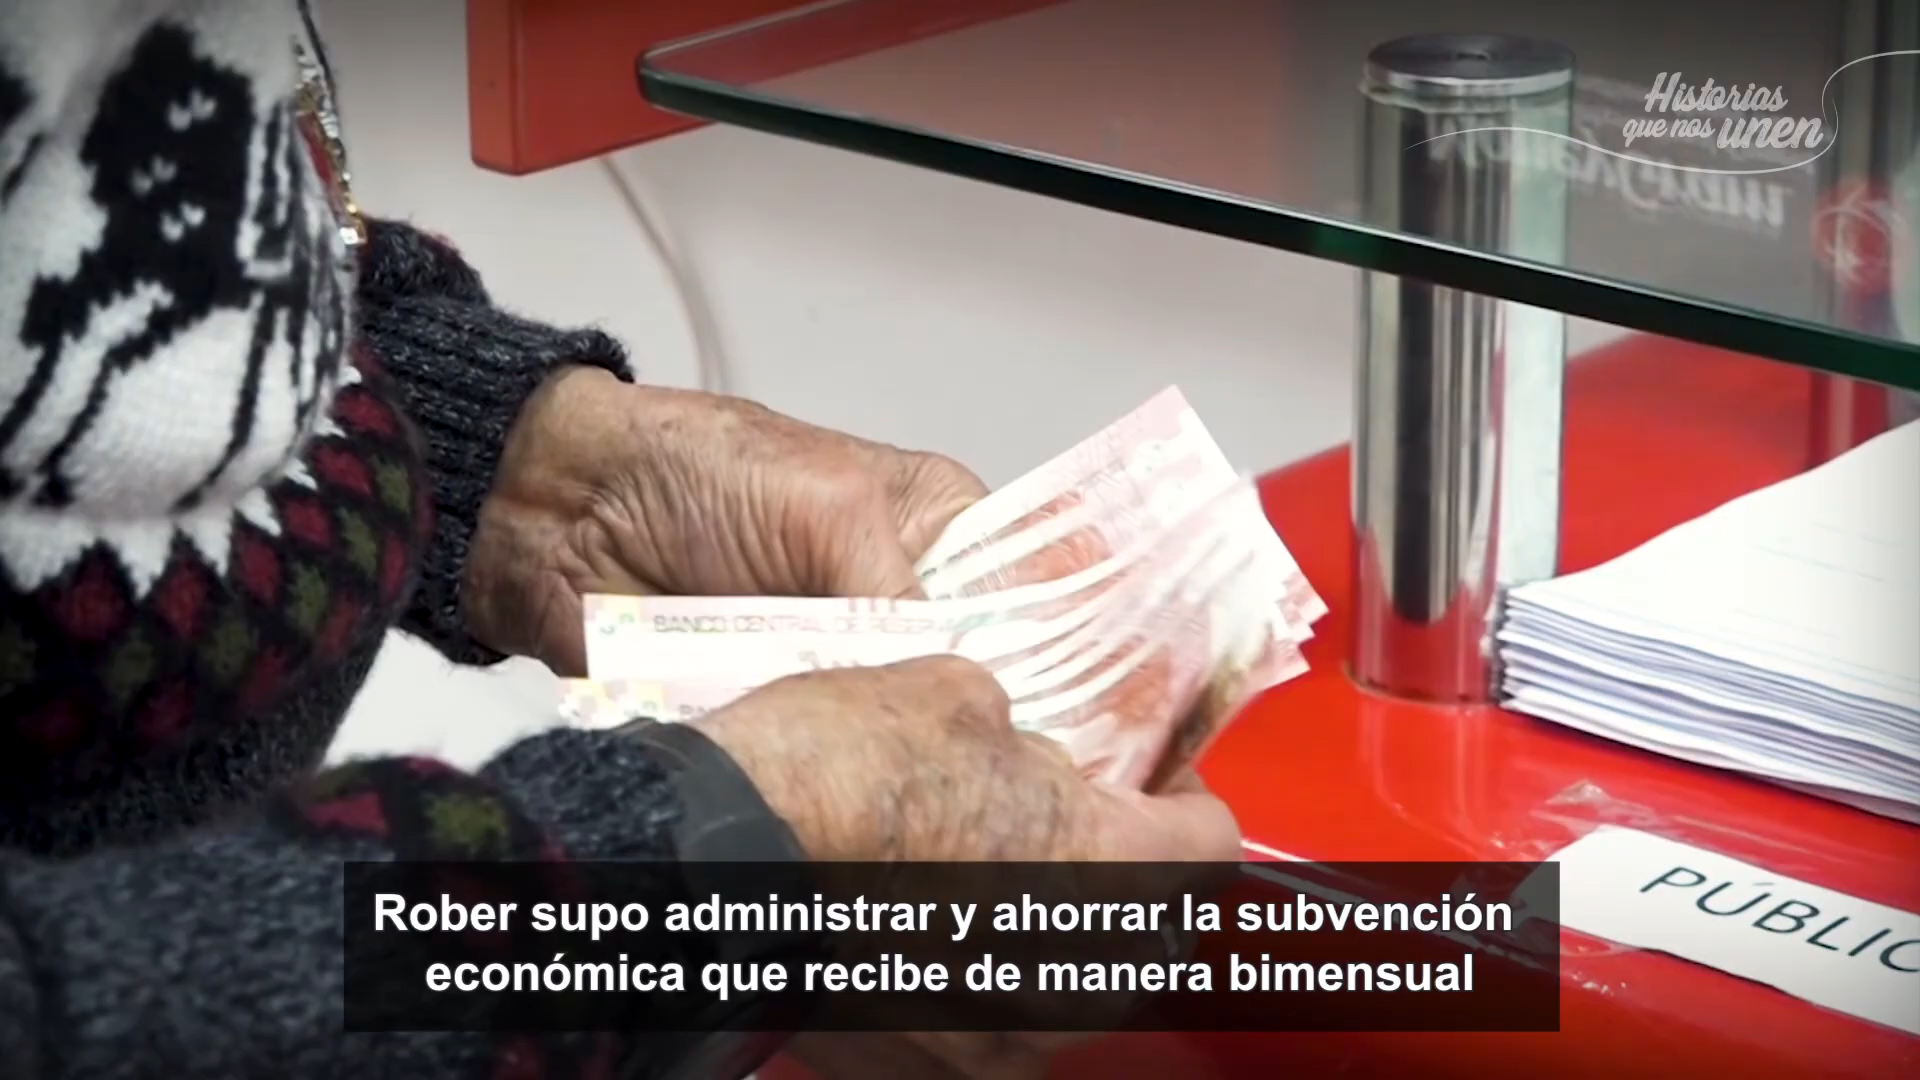 Historias
que nos unen
BANCO CENTRAL DE RESERVA
PÚBLIC
Rober supo administrar y ahorrar la subvención
económica que recibe de manera bimensual